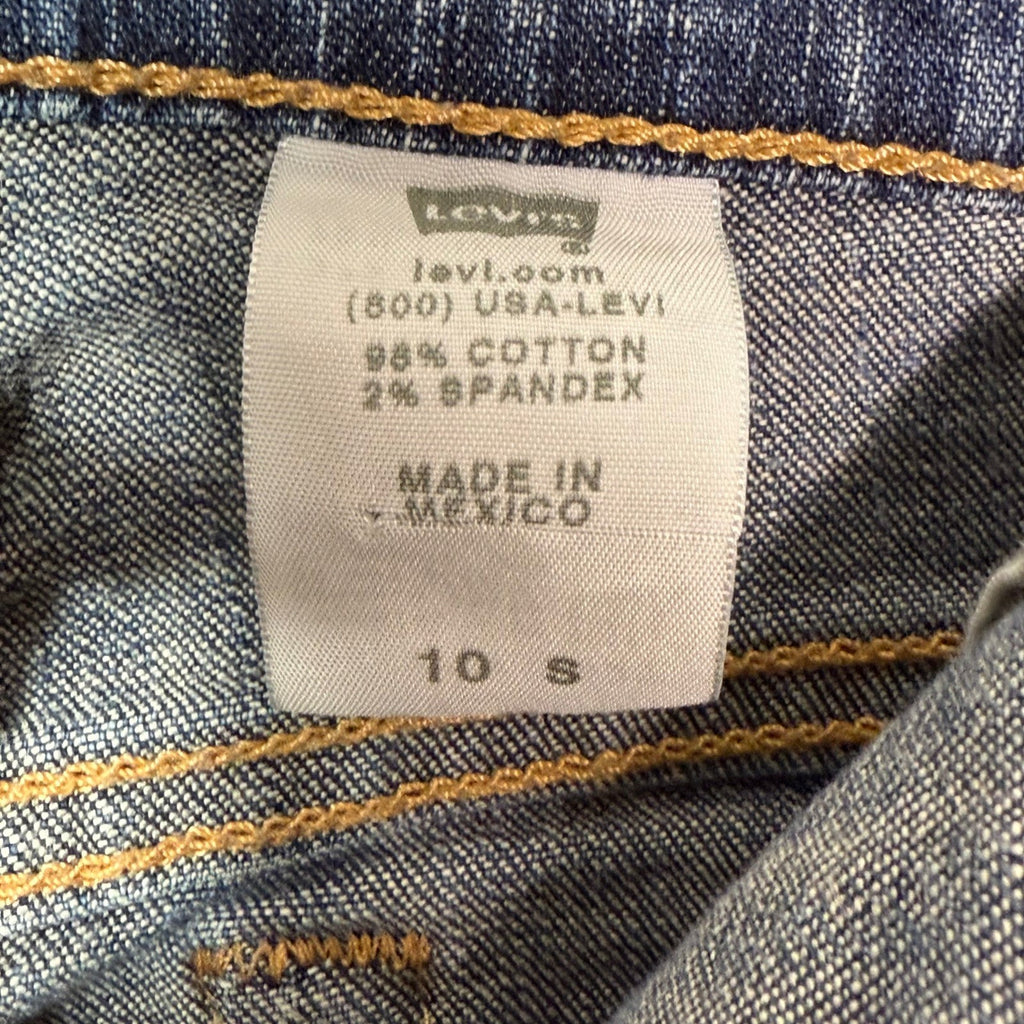 LEVI'S
®
levi.com
(800) USA-LEVI
98% COTTON
2% SPANDEX
MADE IN
MEXICO
10 S